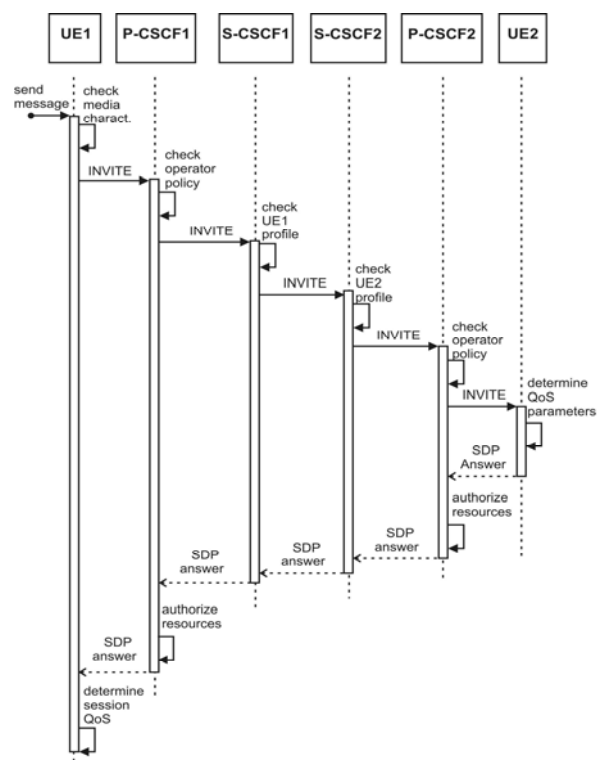 UE1 P-CSCF1 S-CSCF1 S-CSCF2 P-CSCF2 UE2
send
message
check
media
charact.
INVITE
check
operator
policy
INVITE
check
UE1
profile
INVITE
check
UE2
profile
INVITE
check
operator
policy
INVITE
determine
QoS
parameters
SDP
Answer
authorize
resources
SDP
answer
SDP
answer
SDP
answer
authorize
resources
SDP
answer
determine
session
QoS